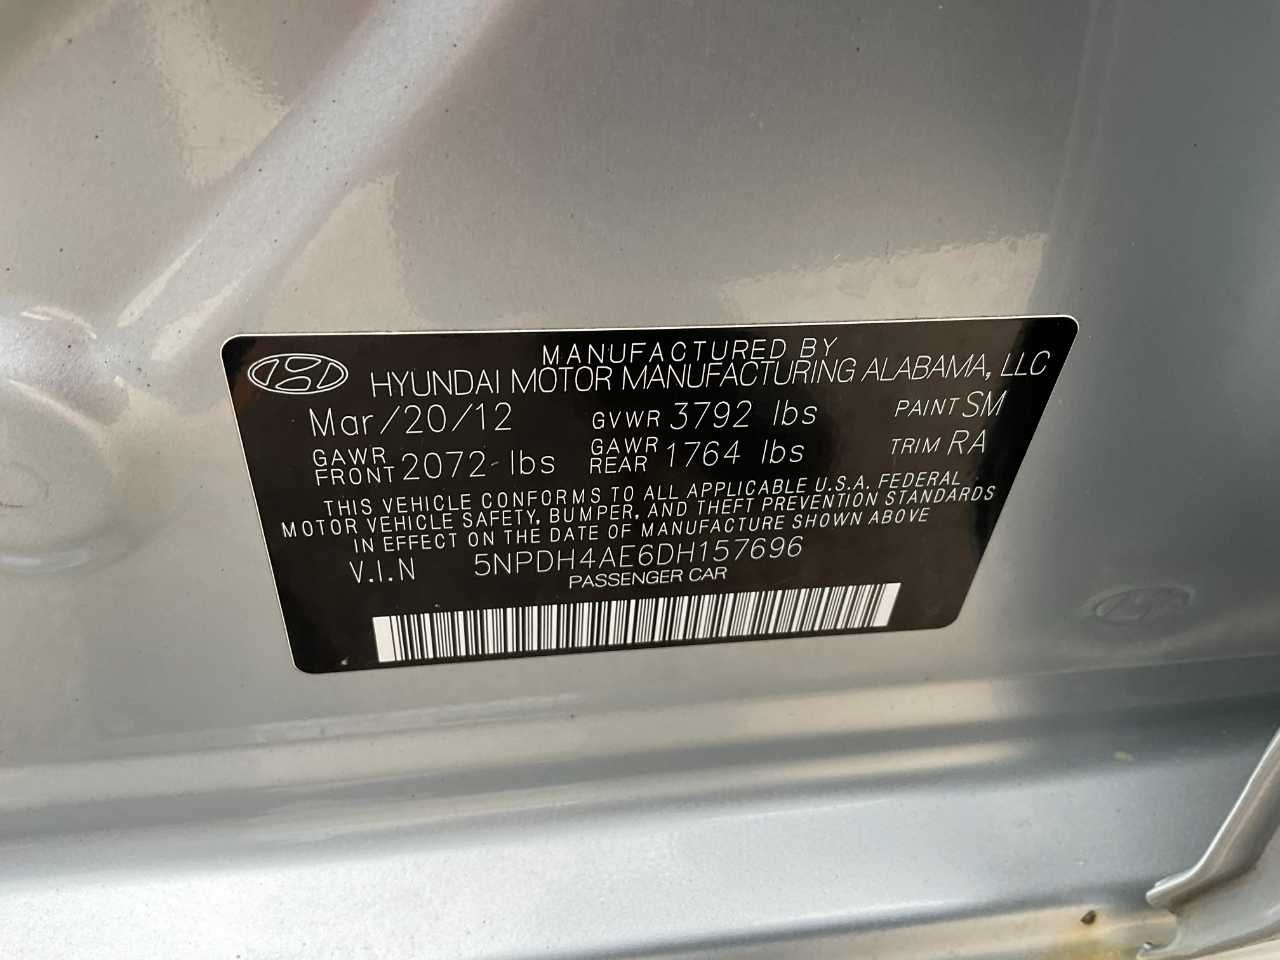 MANUFACTURED BY
HYUNDAI MOTOR MANUFACTURING ALABAMA, LLC
Mar/20/12 GVWR 3792 lbs PAINT SM
GAWR FRONT 2072 lbs GAWR REAR 1764 lbs TRIM RA
THIS VEHICLE CONFORMS TO ALL APPLICABLE U.S.A. FEDERAL
MOTOR VEHICLE SAFETY, BUMPER, AND THEFT PREVENTION STANDARDS
IN EFFECT ON THE DATE OF MANUFACTURE SHOWN ABOVE
V.I.N 5NPDH4AE6DH157696
PASSENGER CAR